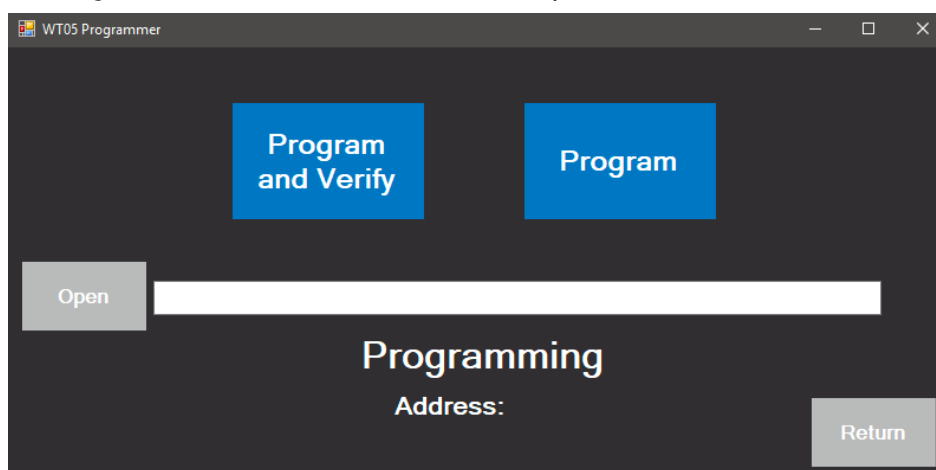 WT05 Programmer
Program
and Verify
Program
Open
Programming
Address:
Return